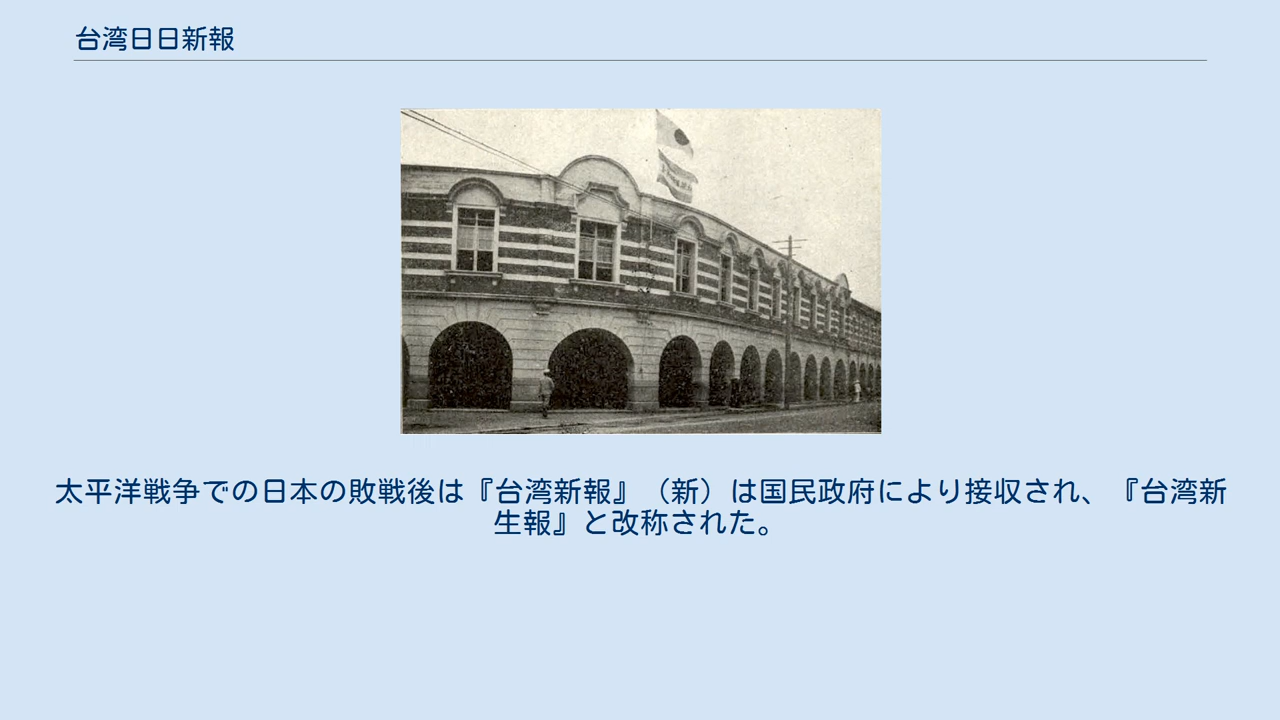 台湾日日新報
太平洋戦争での日本の敗戦後は『台湾新報』（新）は国民政府により接収され、『台湾新
生報』と改称された。